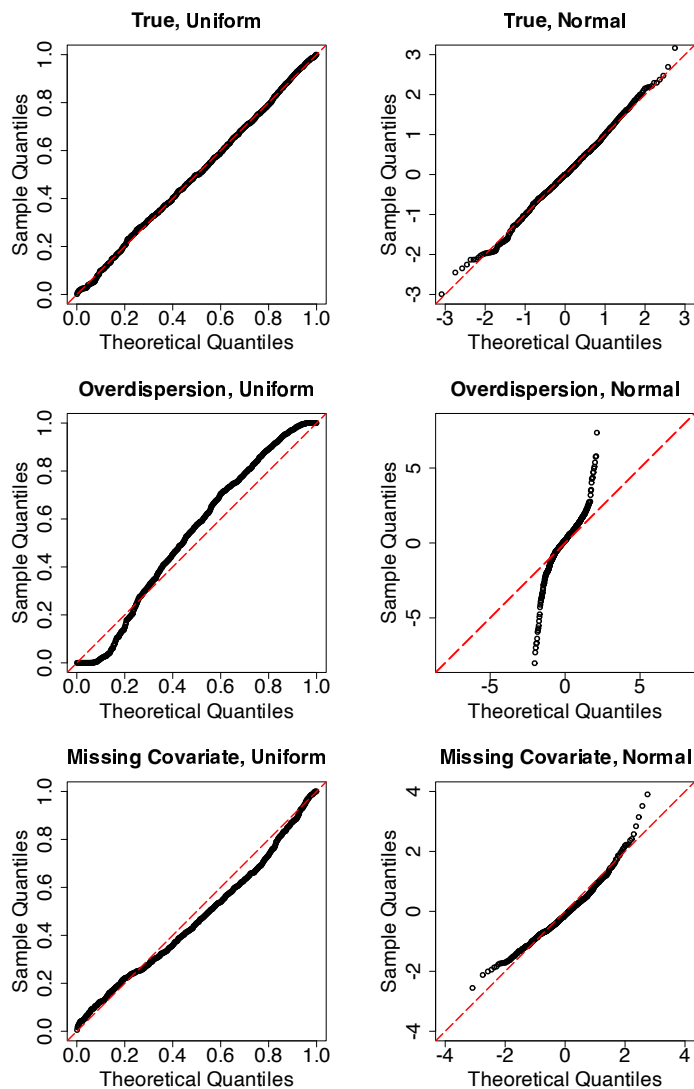 True, Uniform
Sample Quantiles
0.0 0.2 0.4 0.6 0.8 1.0
0.0 0.2 0.4 0.6 0.8 1.0
Theoretical Quantiles
True, Normal
Sample Quantiles
-3 -2 -1 0 1 2 3
-3 -2 -1 0 1 2 3
Theoretical Quantiles
Overdispersion, Uniform
Sample Quantiles
0.0 0.2 0.4 0.6 0.8 1.0
0.0 0.2 0.4 0.6 0.8 1.0
Theoretical Quantiles
Overdispersion, Normal
Sample Quantiles
-5 0 5
-5 0 5
Theoretical Quantiles
Missing Covariate, Uniform
Sample Quantiles
0.0 0.2 0.4 0.6 0.8 1.0
0.0 0.2 0.4 0.6 0.8 1.0
Theoretical Quantiles
Missing Covariate, Normal
Sample Quantiles
-4 -2 0 2 4
-4 -2 0 2 4
Theoretical Quantiles